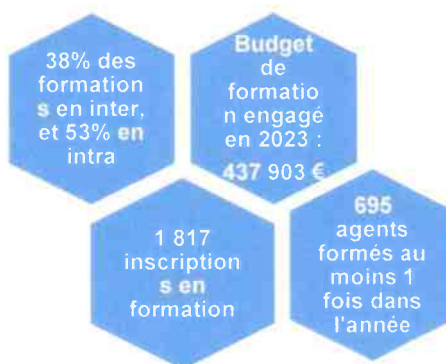 38% des
formation
s en inter,
et 53% en
intra
Budget
de
formatio
n engagé
en 2023 :
437 903 €
1 817
inscription
s en
formation
695
agents
formés au
moins 1
fois dans
l'année